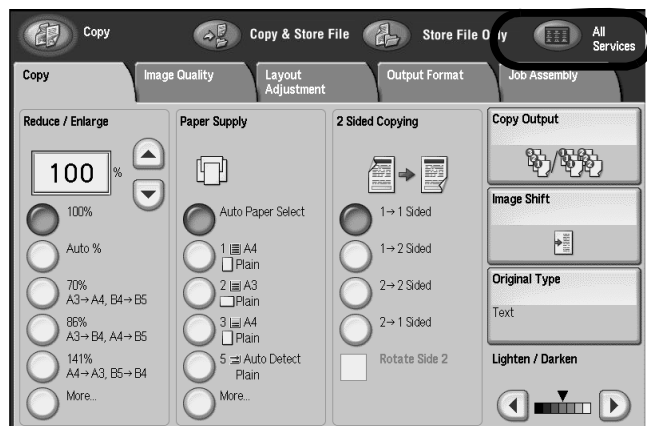 Copy
Copy & Store File
Store File Only
All
Services
Copy
Image Quality
Layout
Adjustment
Output Format
Job Assembly
Reduce / Enlarge
100 %
100%
Auto %
70%
A3→A4, B4→B5
86%
A3→B4, A4→B5
141%
A4→A3, B5→B4
More...
Paper Supply
Auto Paper Select
1 A4
Plain
2 A3
Plain
3 A4
Plain
5 Auto Detect
Plain
More...
2 Sided Copying
1→1 Sided
1→2 Sided
2→2 Sided
2→1 Sided
Rotate Side 2
Copy Output
Image Shift
Original Type
Text
Lighten / Darken